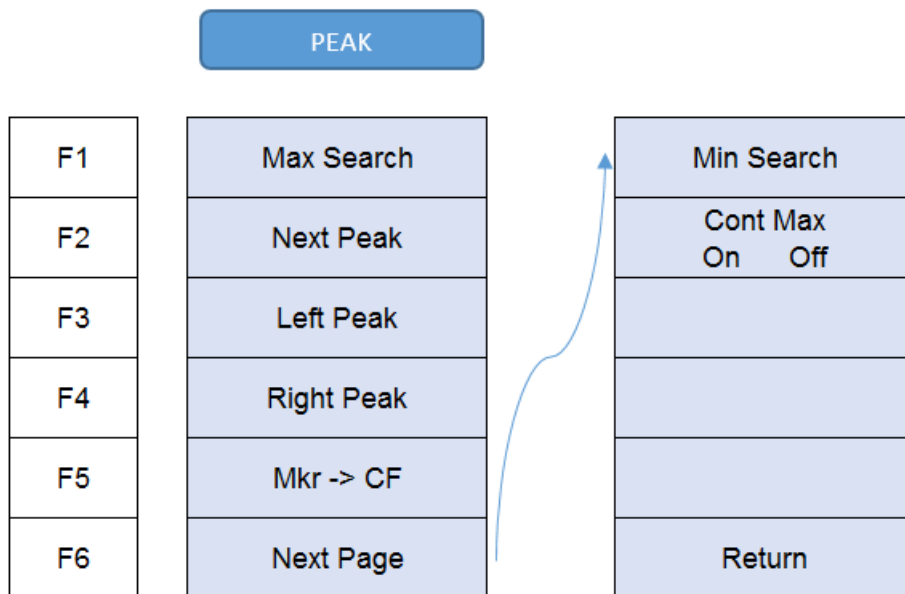 PEAK
F1 Max Search Min Search
F2 Next Peak Cont Max
On Off
F3 Left Peak
F4 Right Peak
F5 Mkr -> CF
F6 Next Page Return